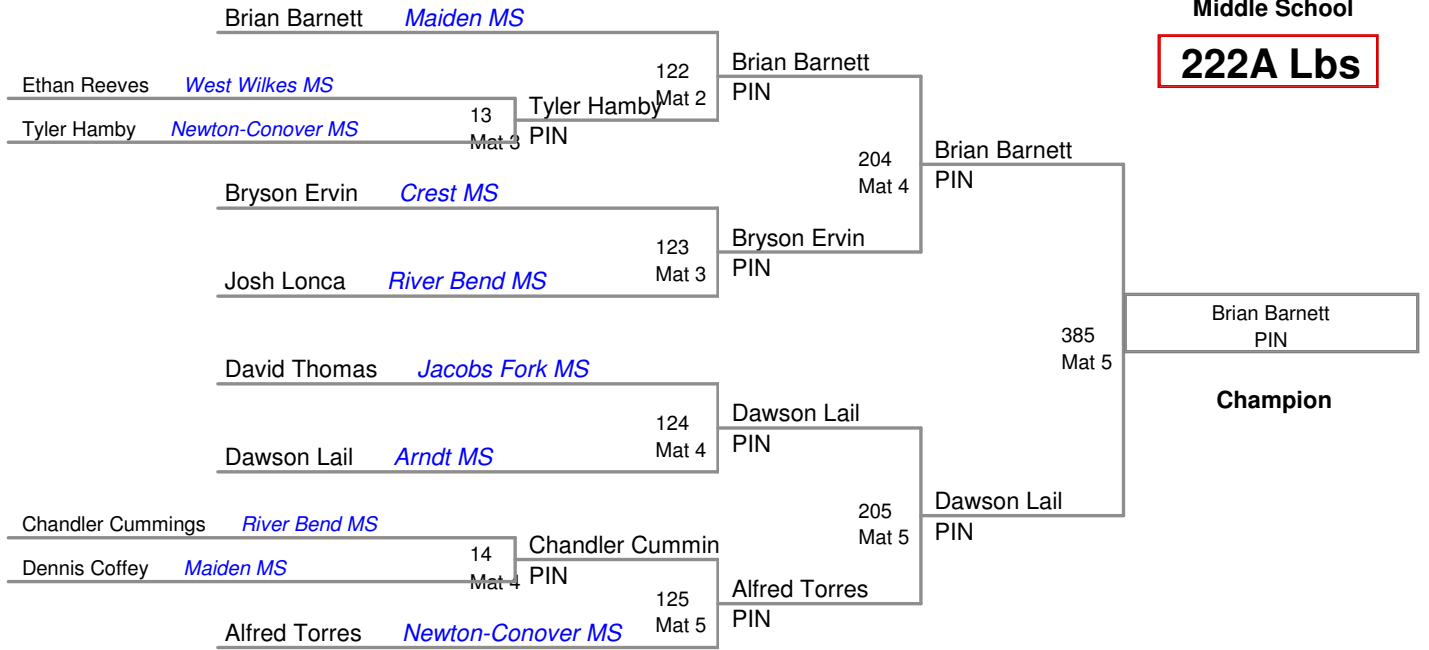 Middle School
222A Lbs
Brian Barnett Maiden MS
Ethan Reeves West Wilkes MS
Tyler Hamby Newton-Conover MS
13
Mat 3
Tyler Hamby
PIN
122
Mat 2
Brian Barnett
PIN
Bryson Ervin Crest MS
Josh Lonca River Bend MS
123
Mat 3
Bryson Ervin
PIN
204
Mat 4
Brian Barnett
PIN
David Thomas Jacobs Fork MS
Dawson Lail Arndt MS
124
Mat 4
Dawson Lail
PIN
Chandler Cummings River Bend MS
Dennis Coffey Maiden MS
14
Mat 4
Chandler Cummin
PIN
Alfred Torres Newton-Conover MS
125
Mat 5
Alfred Torres
PIN
205
Mat 5
Dawson Lail
PIN
385
Mat 5
Brian Barnett
PIN
Champion